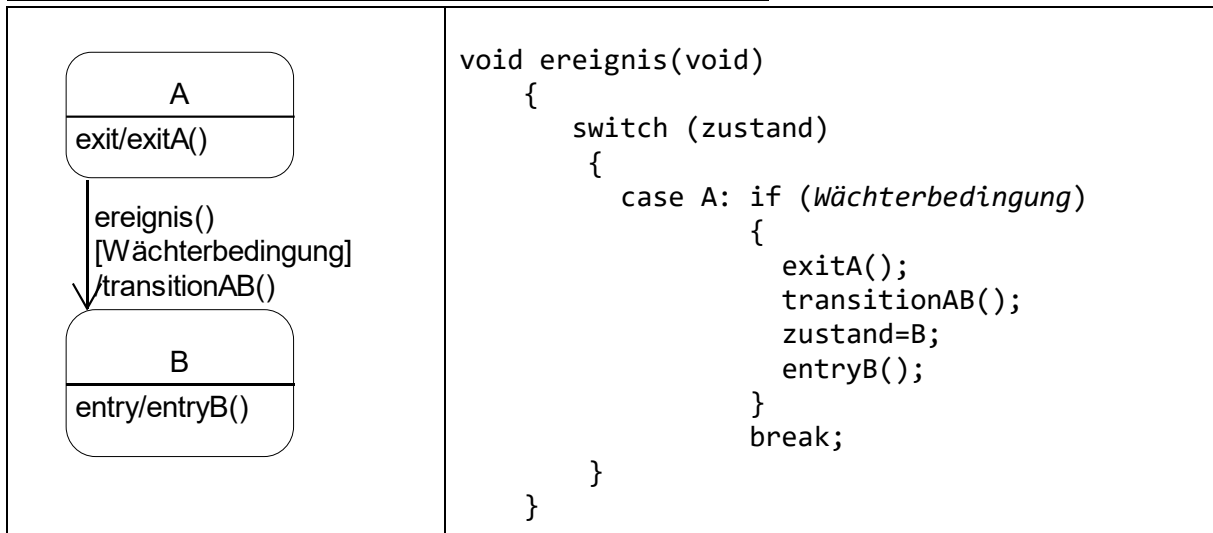 A
exit/exitA()
ereignis()
[Wächterbedingung]
/transitionAB()
B
entry/entryB()
void ereignis(void)
{
switch (zustand)
{
case A: if (Wächterbedingung)
{
exitA();
transitionAB();
zustand=B;
entryB();
}
break;
}
}